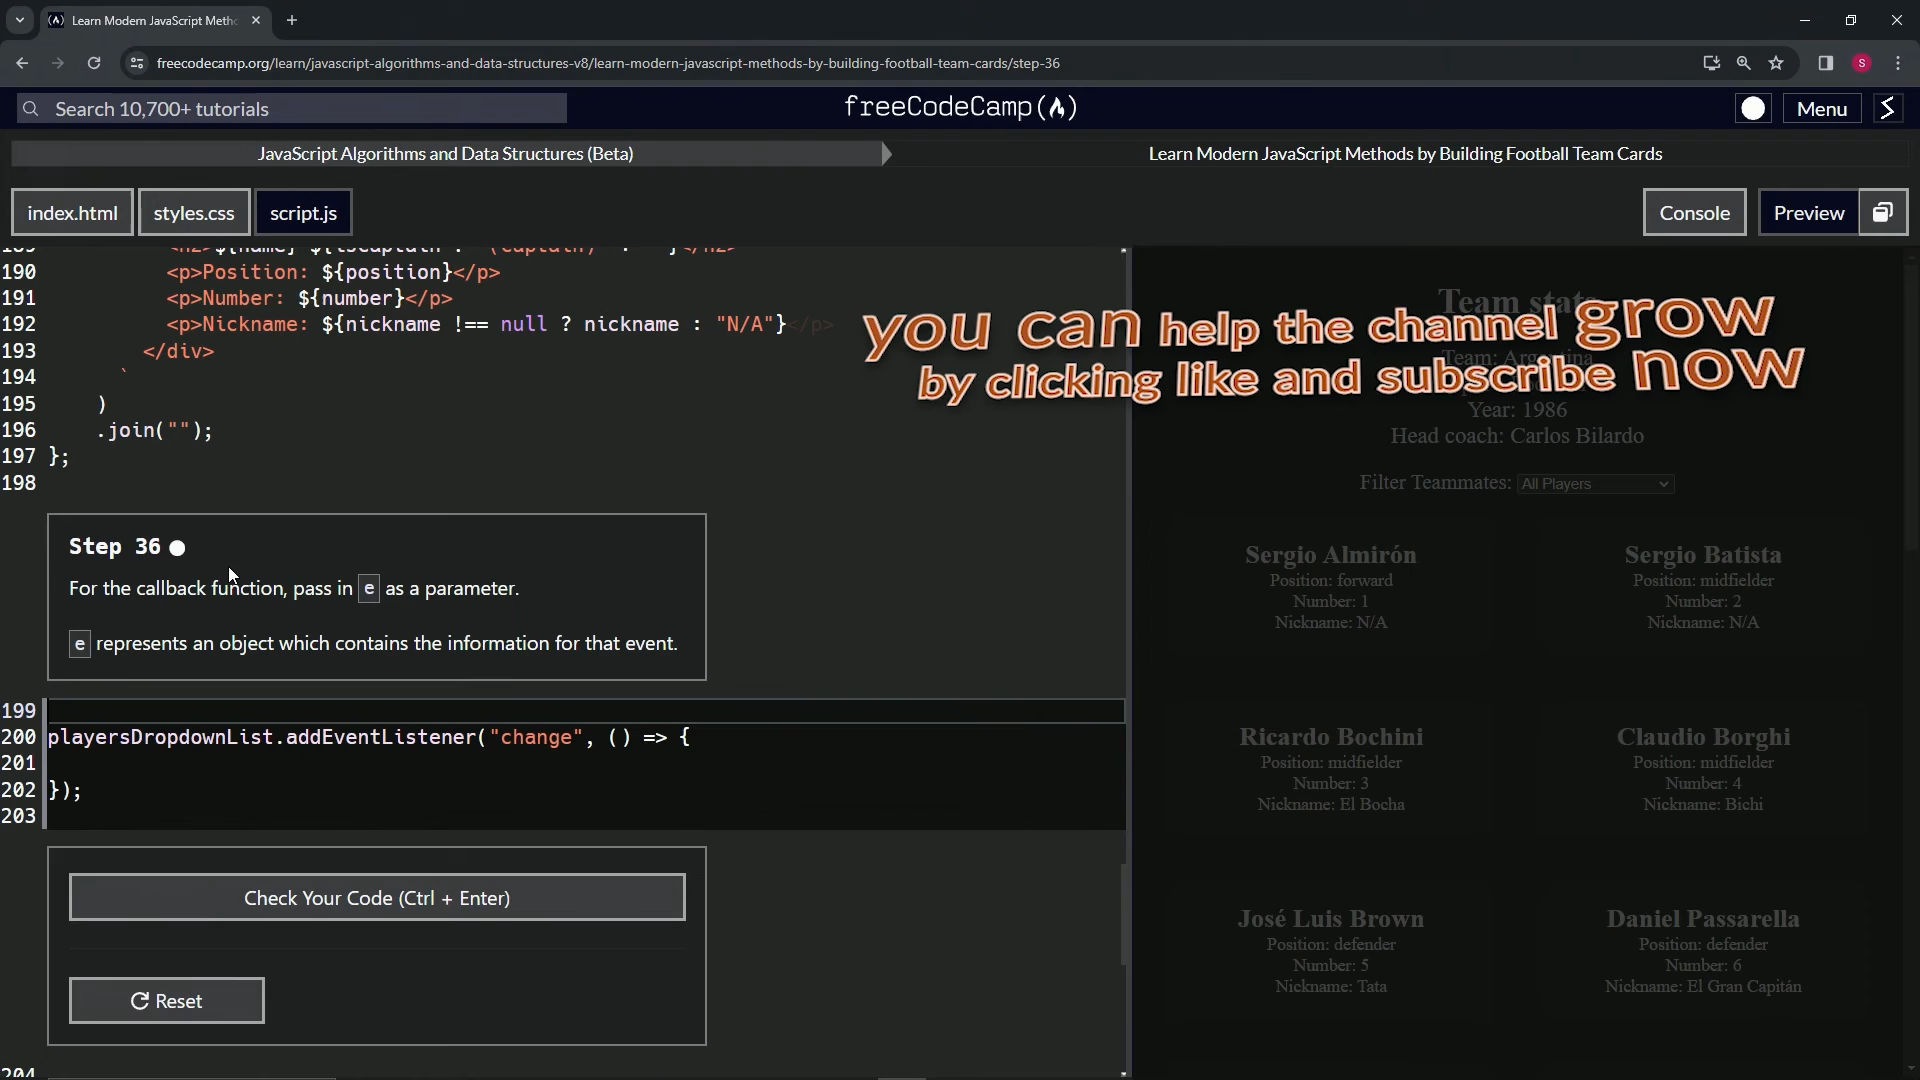 Learn Modern JavaScript Meth
freecodecamp.org/learn/javascript-algorithms-and-data-structures-v8/learn-modern-javascript-methods-by-building-football-team-cards/step-36
S
Search 10,700+ tutorials
freeCodeCamp
Menu
JavaScript Algorithms and Data Structures (Beta)
Learn Modern JavaScript Methods by Building Football Team Cards
index.html
styles.css
script.js
Console
Preview
190 <p>Position: ${position}</p>
191 <p>Number: ${number}</p>
192 <p>Nickname: ${nickname !== null ? nickname : "N/A"}</p>
193 </div>
194 `
195 )
196 .join("");
197 };
198
Step 36
For the callback function, pass in e as a parameter.
e represents an object which contains the information for that event.
199
200 playersDropdownList.addEventListener("change", () => {
201
202 });
203
Check Your Code (Ctrl + Enter)
Reset
204
you can help the channel grow
by clicking like and subscribe now
Team stats
Team: Argentina
Year: 1986
Head coach: Carlos Bilardo
Filter Teammates: All Players
Sergio Almirón
Position: forward
Number: 1
Nickname: N/A
Sergio Batista
Position: midfielder
Number: 2
Nickname: N/A
Ricardo Bochini
Position: midfielder
Number: 3
Nickname: El Bocha
Claudio Borghi
Position: midfielder
Number: 4
Nickname: Bichi
José Luis Brown
Position: defender
Number: 5
Nickname: Tata
Daniel Passarella
Position: defender
Number: 6
Nickname: El Gran Capitán